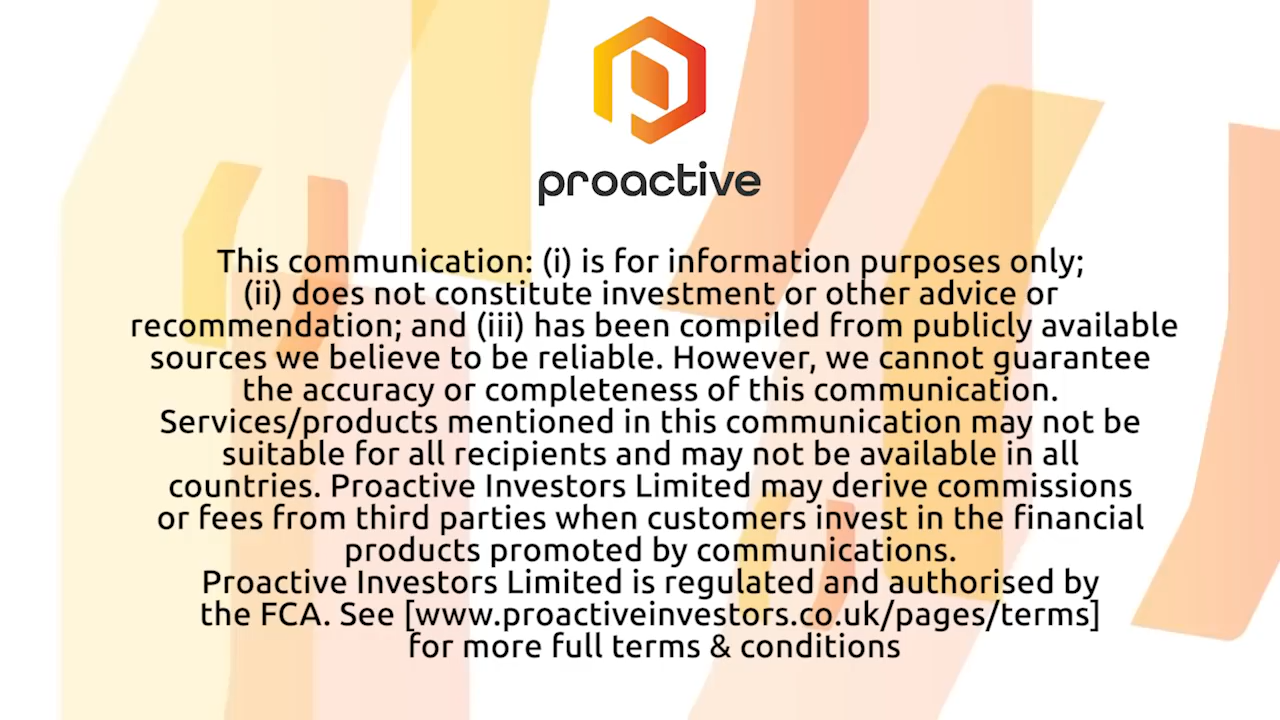 proactive
This communication: (i) is for information purposes only;
(ii) does not constitute investment or other advice or
recommendation; and (iii) has been compiled from publicly available
sources we believe to be reliable. However, we cannot guarantee
the accuracy or completeness of this communication.
Services/products mentioned in this communication may not be
suitable for all recipients and may not be available in all
countries. Proactive Investors Limited may derive commissions
or fees from third parties when customers invest in the financial
products promoted by communications.
Proactive Investors Limited is regulated and authorised by
the FCA. See [www.proactiveinvestors.co.uk/pages/terms]
for more full terms & conditions